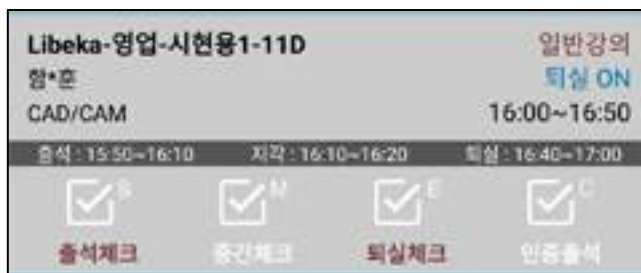 Libeka-영업-시현용1-11D 일반강의
함*훈 퇴실 ON
CAD/CAM 16:00~16:50
출석 : 15:50~16:10 지각 : 16:10~16:20 퇴실 : 16:40~17:00
S M E C
출석체크 중간체크 퇴실체크 인증출석